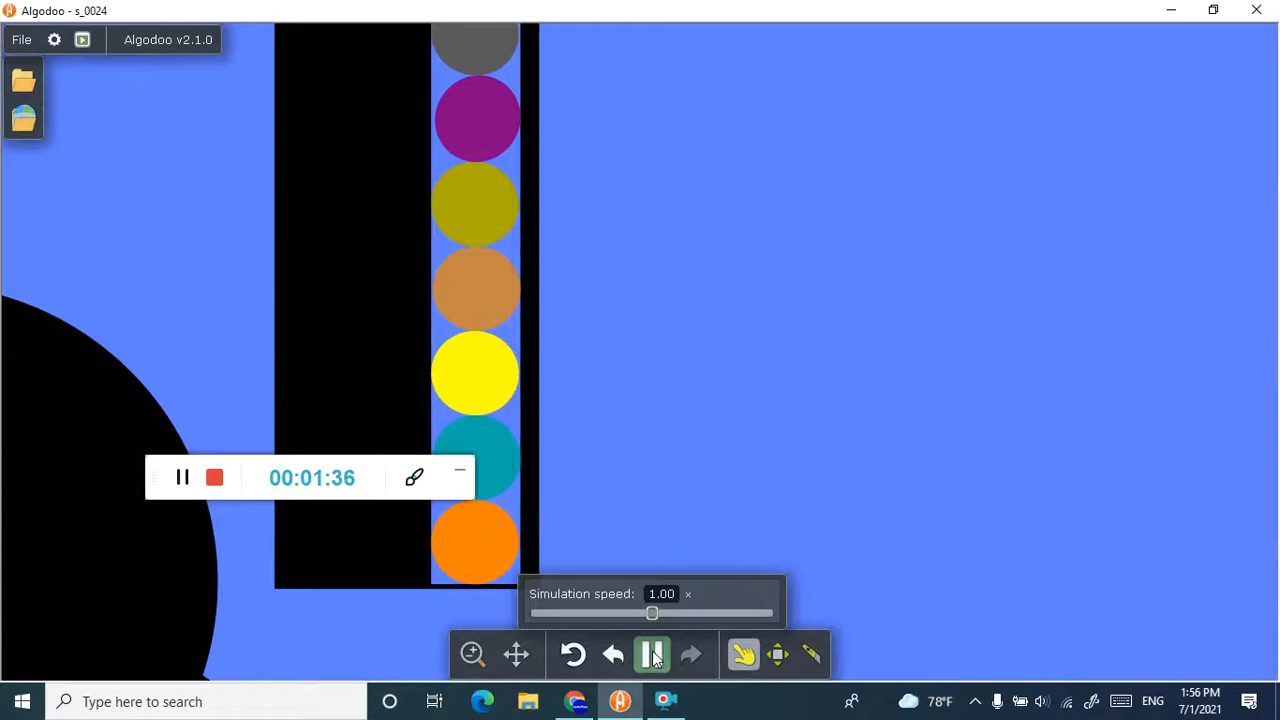 Algodoo - s_0024
File
Algodoo v2.1.0
00:01:36
Simulation speed: 1.00 x
Type here to search
78°F
ENG
1:56 PM
7/1/2021